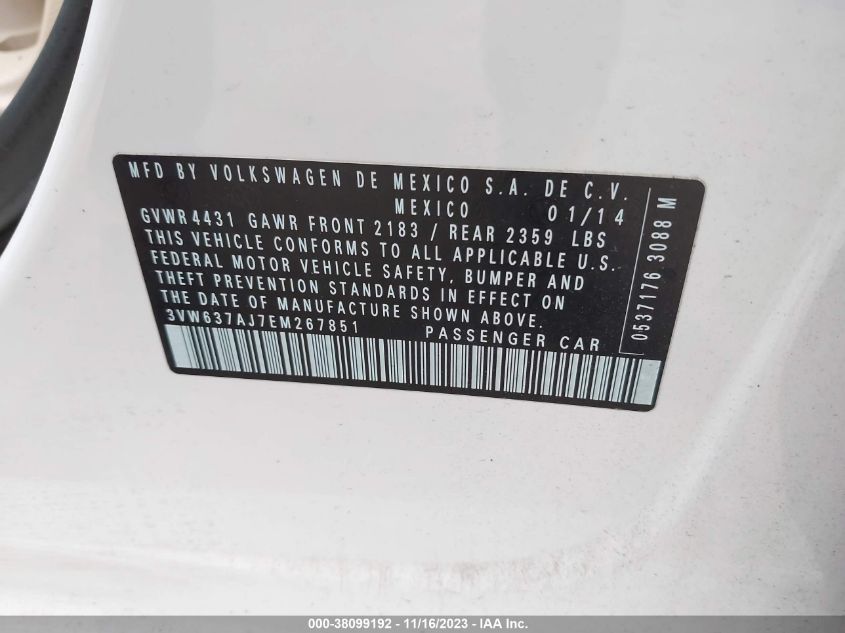 MFD BY VOLKSWAGEN DE MEXICO S.A. DE C.V.
MEXICO 01/14
GVWR 4431 GAWR FRONT 2183 / REAR 2359 LBS
THIS VEHICLE CONFORMS TO ALL APPLICABLE U.S.
FEDERAL MOTOR VEHICLE SAFETY, BUMPER AND
THEFT PREVENTION STANDARDS IN EFFECT ON
THE DATE OF MANUFACTURE SHOWN ABOVE.
3VW637AJ7EM267851 PASSENGER CAR
0537176 3088 M
000-38099192 - 11/16/2023 - IAA Inc.